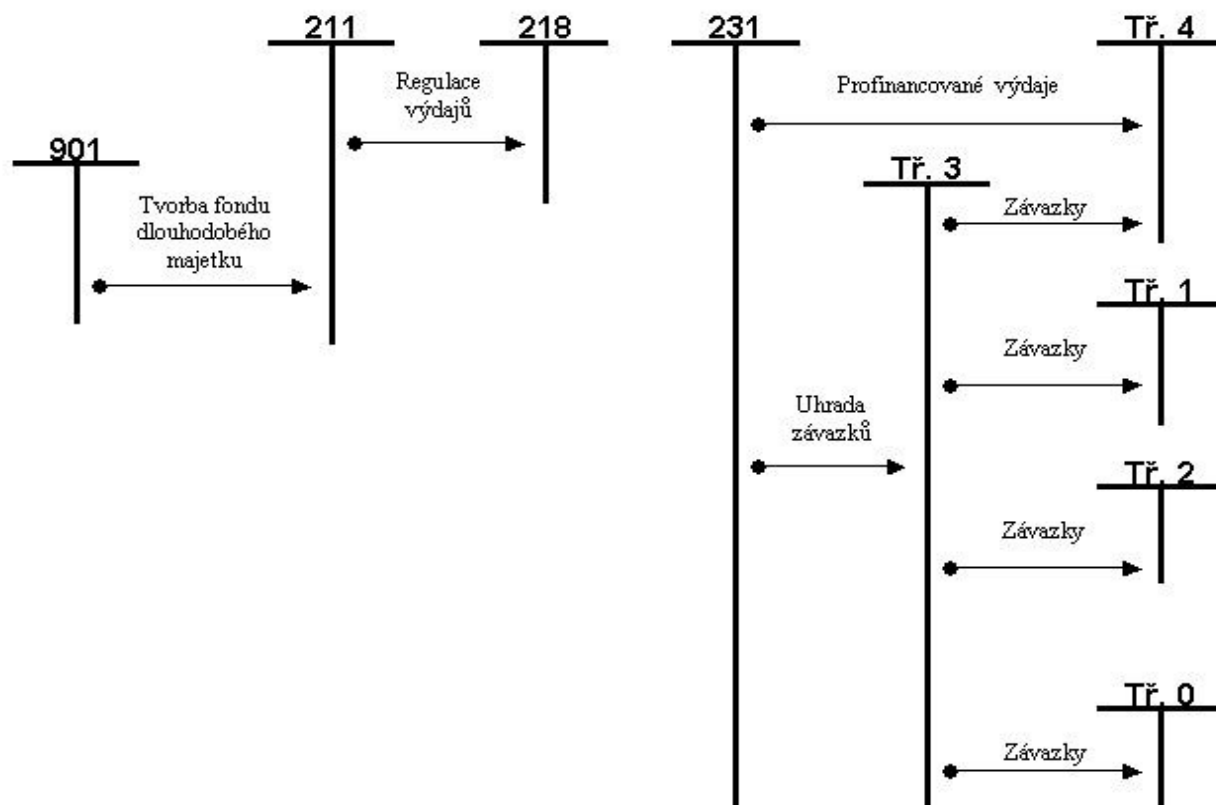 211
218
231
Tř. 4
Regulace
výdajů
Profinancované výdaje
901
Tř. 3
Tvorba fondu
dlouhodobého
majetku
Závazky
Tř. 1
Závazky
Uhrada
závazků
Tř. 2
Závazky
Tř. 0
Závazky